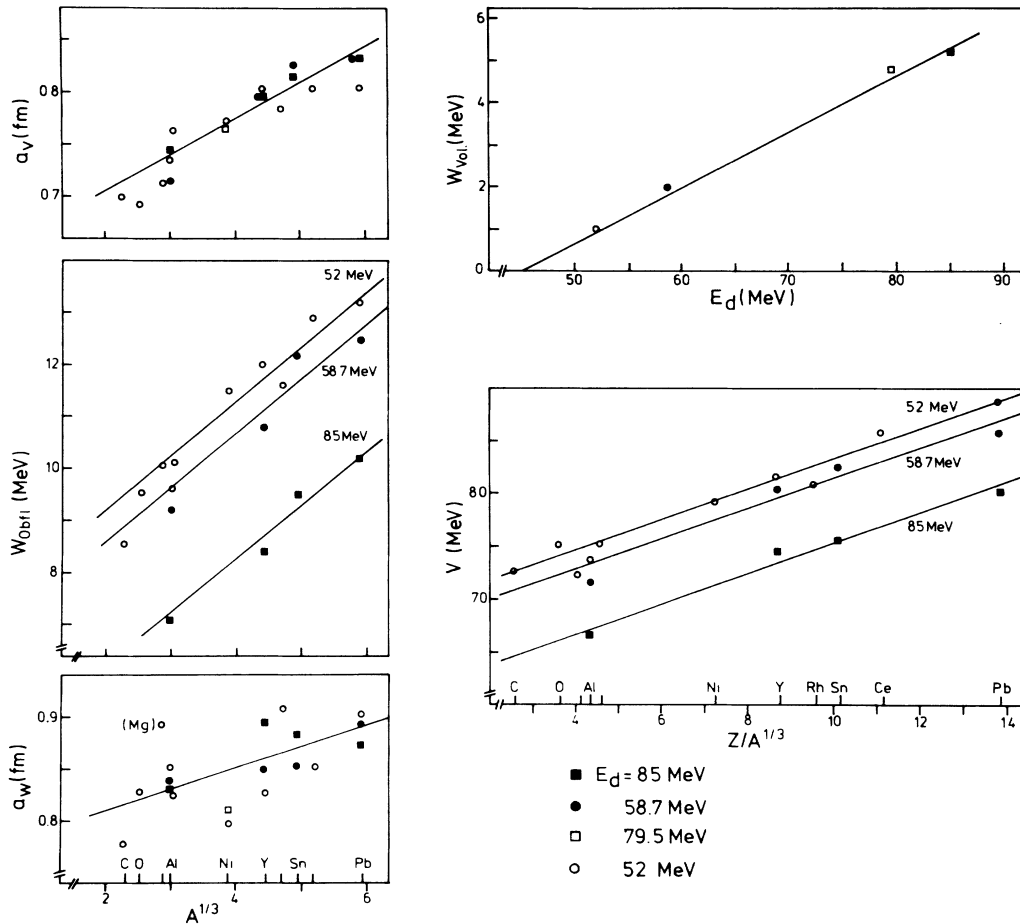 a_V (fm)
0.8
0.7
W_Obfl (MeV)
12
10
8
52 MeV
58.7 MeV
85 MeV
a_W (fm)
0.9
0.8
(Mg)
C O Al Ni Y Sn Pb
2 4 6
A^1/3
W_Vol. (MeV)
6
4
2
0
50 60 70 80 90
E_d (MeV)
V (MeV)
80
70
52 MeV
58.7 MeV
85 MeV
C O Al Ni Y Rh Sn Ce Pb
4 6 8 10 12 14
Z/A^1/3
■ E_d = 85 MeV
● 58.7 MeV
□ 79.5 MeV
○ 52 MeV